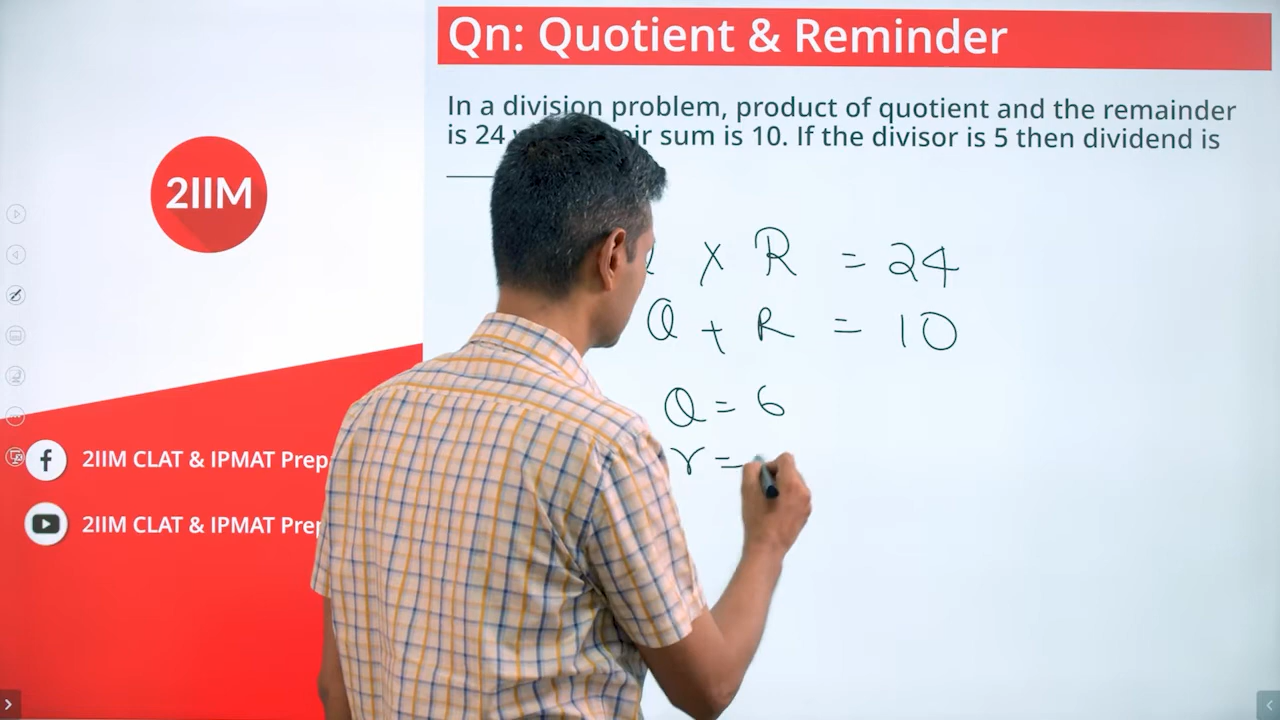 Qn: Quotient & Reminder
In a division problem, product of quotient and the remainder
is 24 sum is 10. If the divisor is 5 then dividend is
2IIM
x R = 24
Q + R = 10
Q = 6
r =
2IIM CLAT & IPMAT Prep
2IIM CLAT & IPMAT Prep